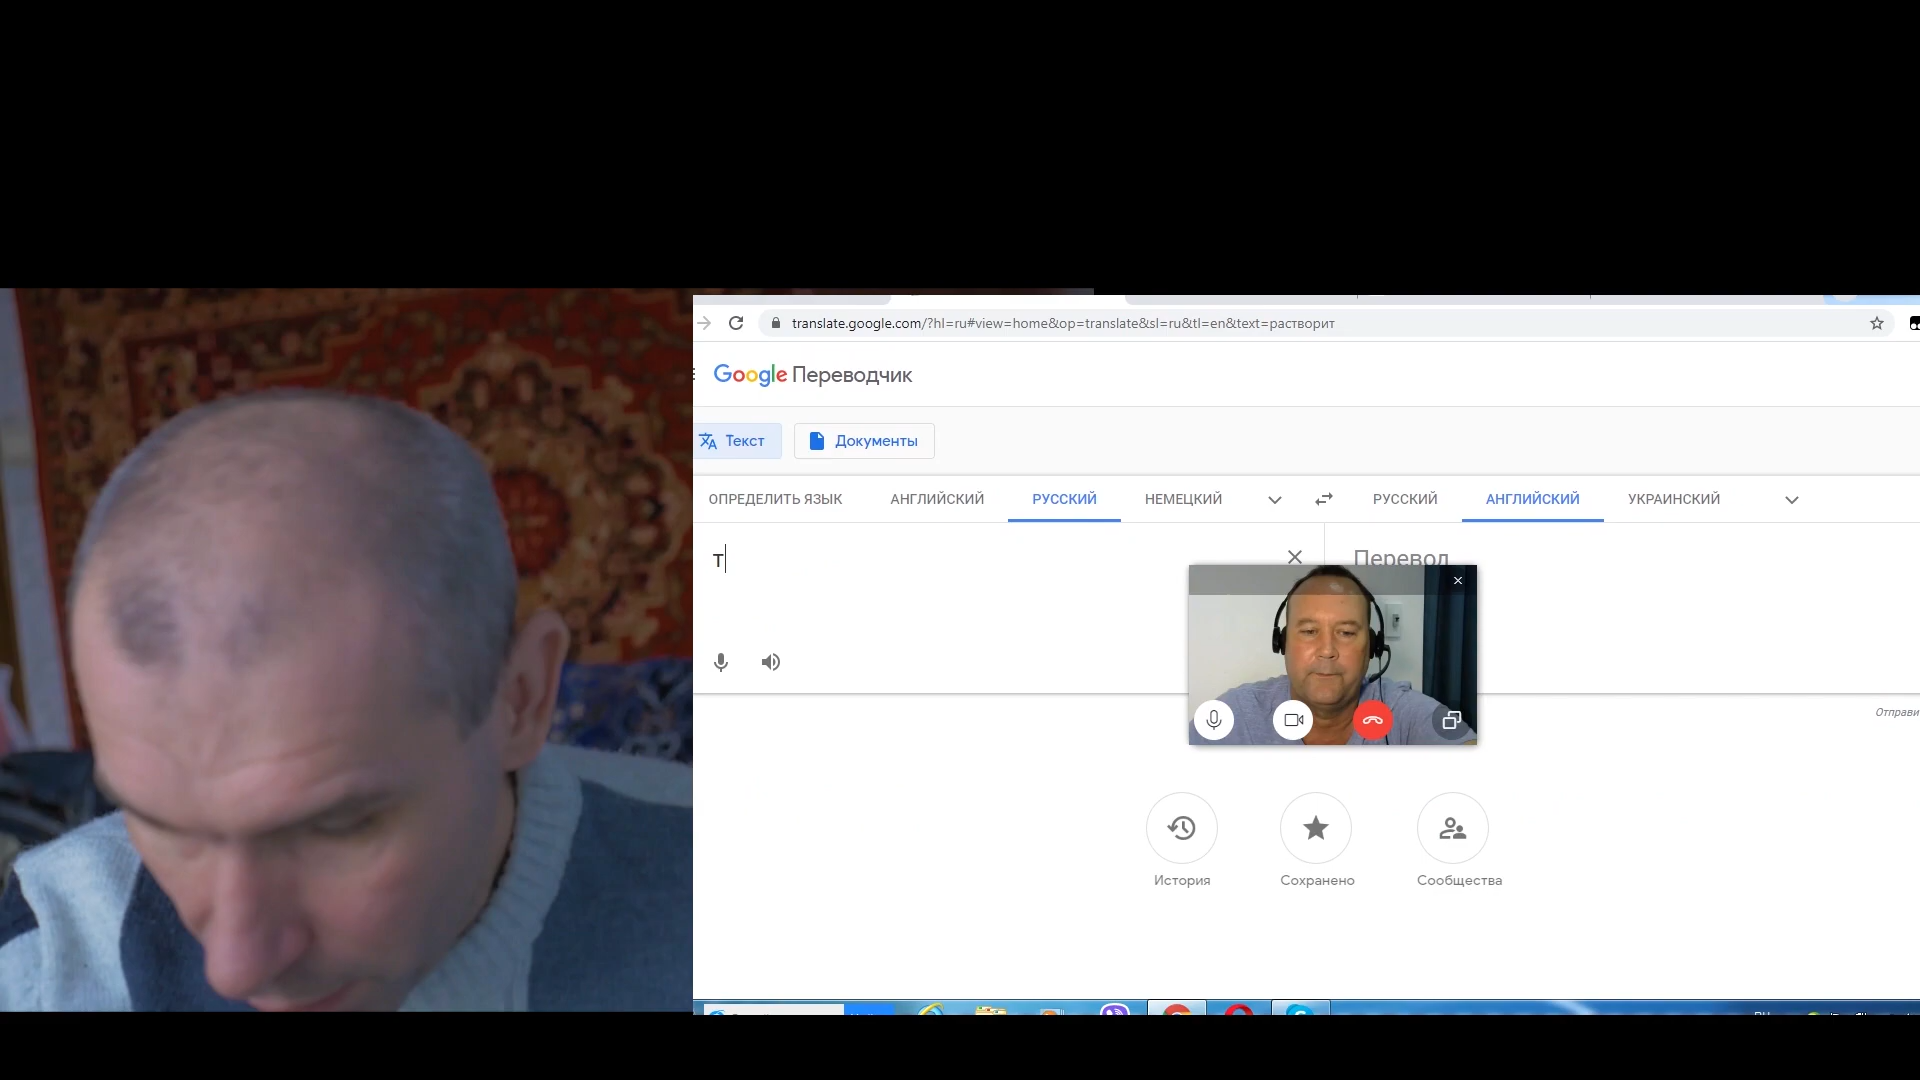 translate.google.com/?hl=ru#view=home&op=translate&sl=ru&tl=en&text=растворит
Google Переводчик
Текст
Документы
ОПРЕДЕЛИТЬ ЯЗЫК
АНГЛИЙСКИЙ
РУССКИЙ
НЕМЕЦКИЙ
РУССКИЙ
АНГЛИЙСКИЙ
УКРАИНСКИЙ
т
Перевод
Отправи
История
Сохранено
Сообщества